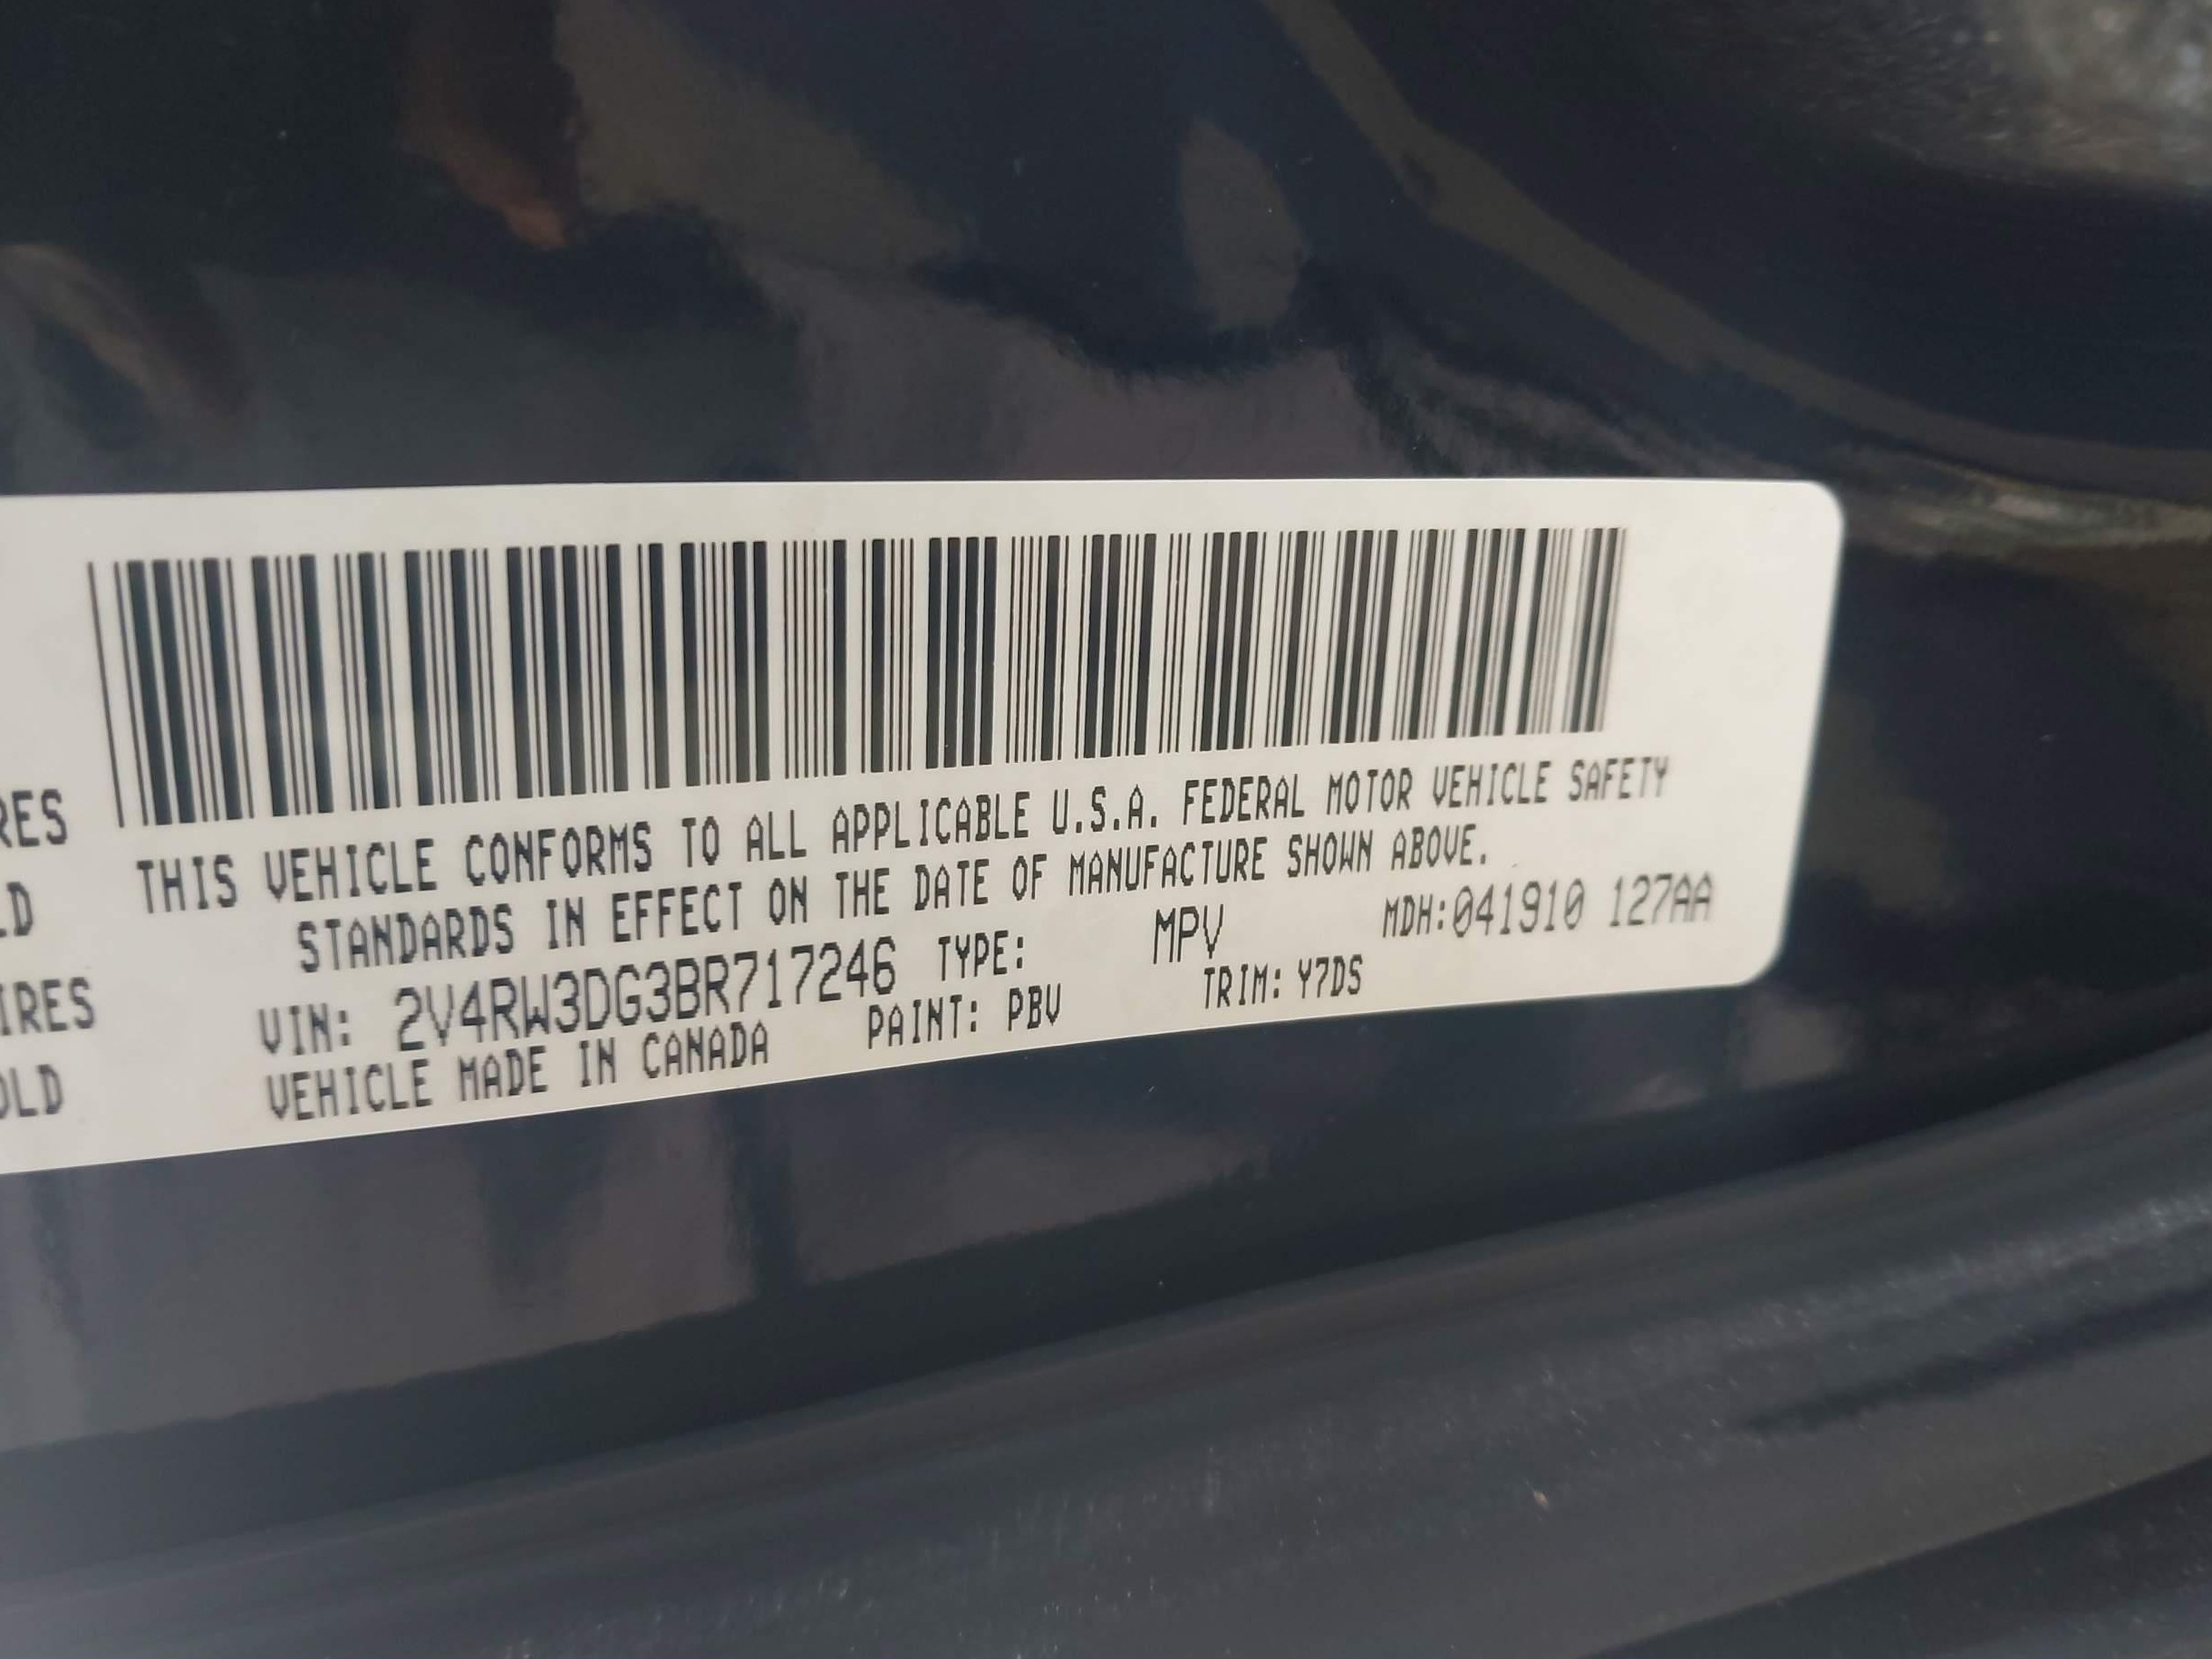 RES
LD
IRES
OLD
THIS VEHICLE CONFORMS TO ALL APPLICABLE U.S.A. FEDERAL MOTOR VEHICLE SAFETY
STANDARDS IN EFFECT ON THE DATE OF MANUFACTURE SHOWN ABOVE.
VIN: 2V4RW3DG3BR717246 TYPE: MPV MDH:041910 127AA
VEHICLE MADE IN CANADA PAINT: PBV TRIM: Y7DS